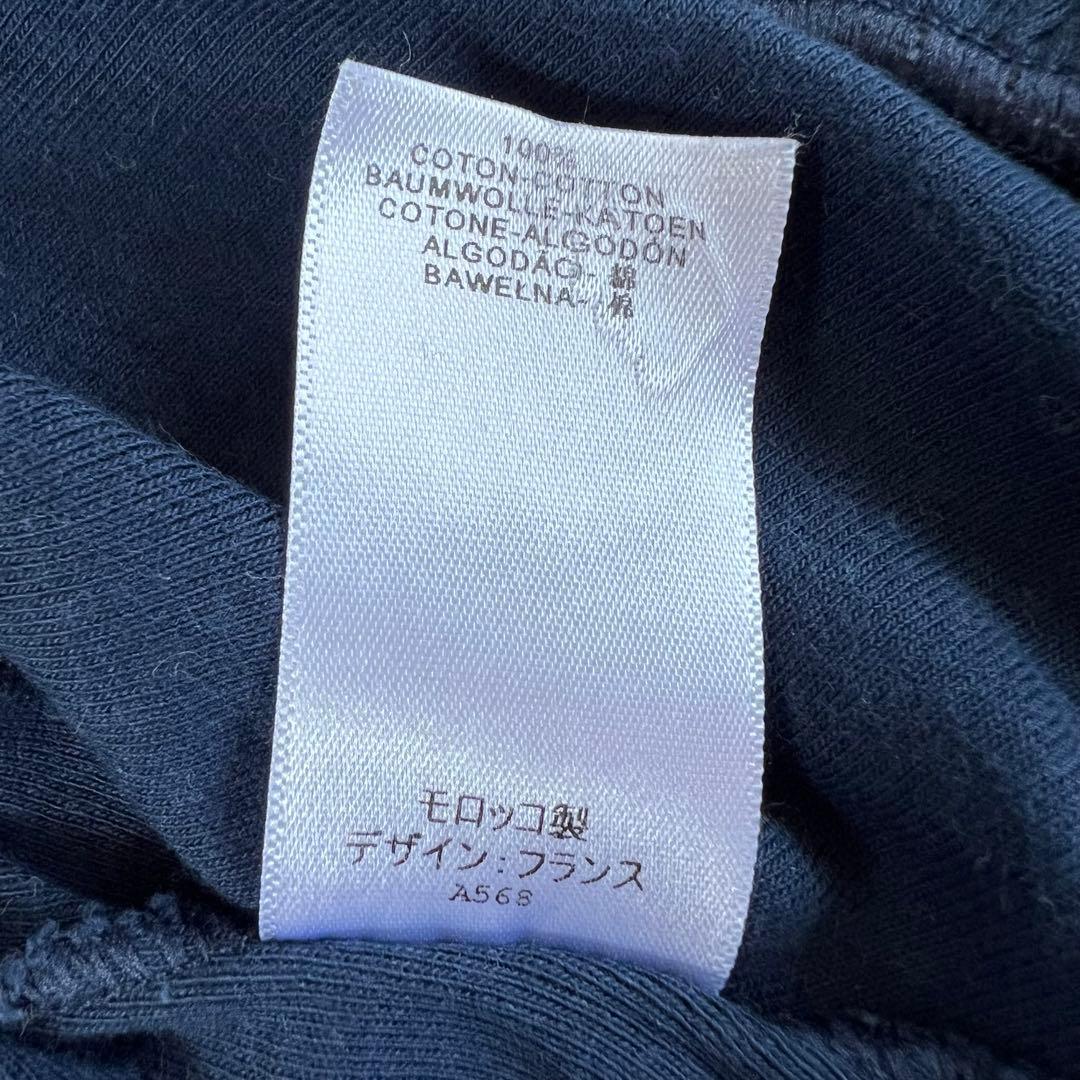 100%
COTON-COTTON
BAUMWOLLE-KATOEN
COTONE-ALGODÓN
ALGODÃO-綿
BAWEŁNA-棉
モロッコ製
デザイン:フランス
A568